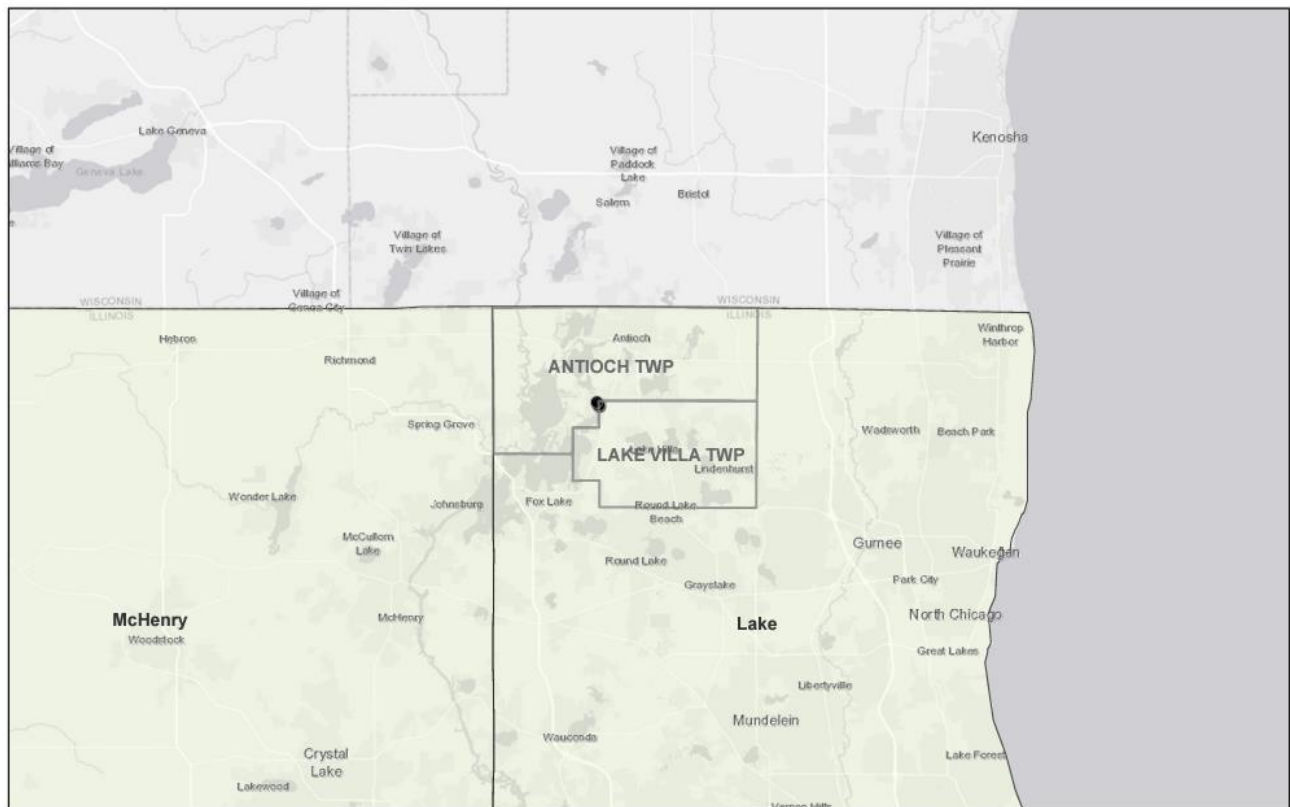 Lake Geneva
Village of
Williams Bay
Geneva Lake
Village of
Paddock
Lake
Kenosha
Salem
Bristol
Village of
Twin Lakes
Village of
Pleasant
Prairie
Village of
Genoa City
WISCONSIN
ILLINOIS
WISCONSIN
ILLINOIS
Hebron
Richmond
Antioch
Winthrop
Harbor
ANTIOCH TWP
Spring Grove
Wadsworth
Beach Park
LAKE VILLA TWP
Lindenhurst
Wonder Lake
Johnsburg
Fox Lake
Round Lake
Beach
McCullom
Lake
Gurnee
Waukegan
Round Lake
Grayslake
Park City
McHenry
McHenry
Lake
North Chicago
Woodstock
Great Lakes
Libertyville
Mundelein
Wauconda
Crystal
Lake
Lake Forest
Lakewood
Vernon Hills